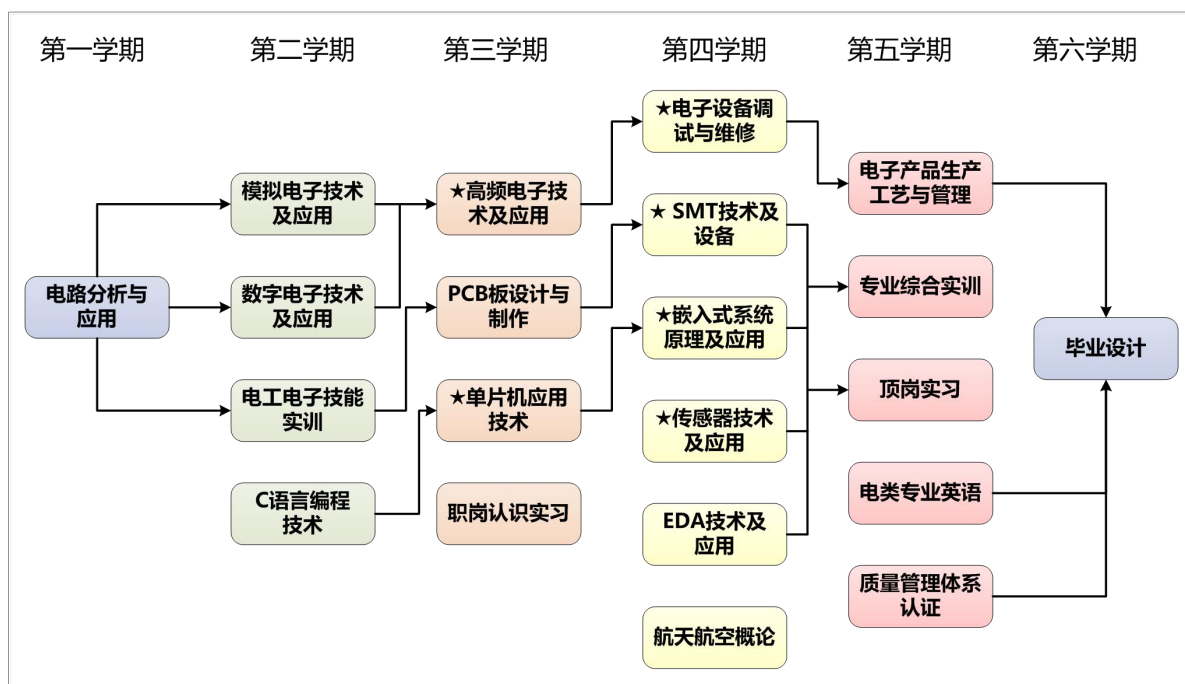 第一学期
第二学期
第三学期
第四学期
第五学期
第六学期
电路分析与
应用
模拟电子技术
及应用
数字电子技术
及应用
电工电子技能
实训
C语言编程
技术
★高频电子技
术及应用
PCB板设计与
制作
★单片机应用
技术
职岗认识实习
★电子设备调
试与维修
★ SMT技术及
设备
★嵌入式系统
原理及应用
★传感器技术
及应用
EDA技术及
应用
航天航空概论
电子产品生产
工艺与管理
专业综合实训
顶岗实习
电类专业英语
质量管理体系
认证
毕业设计